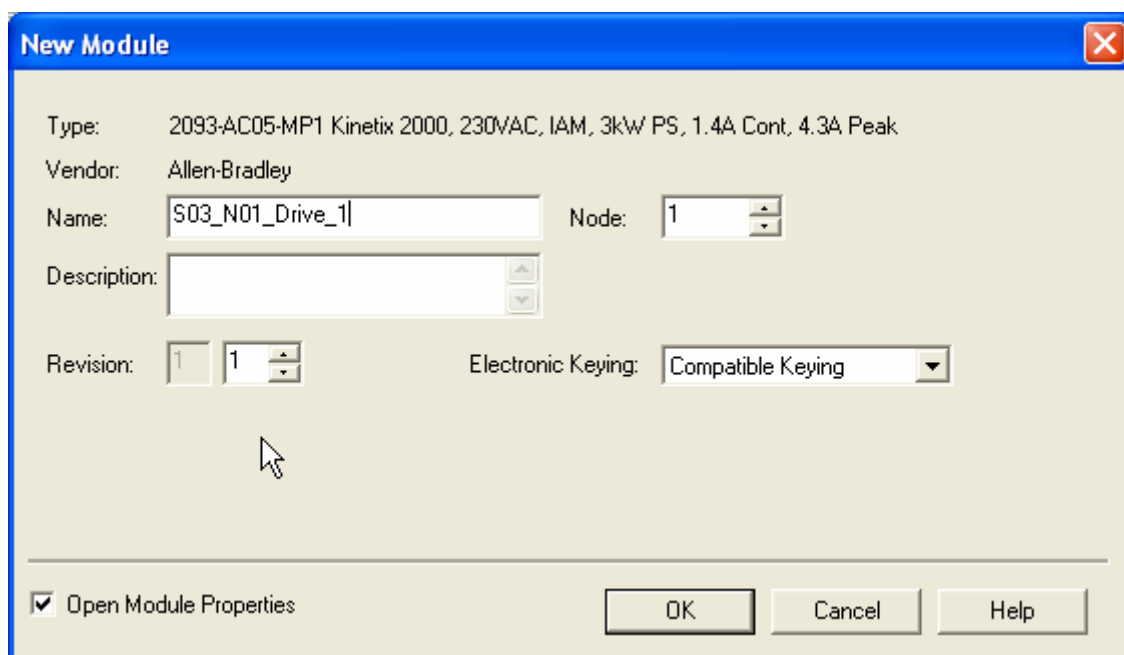 New Module
Type: 2093-AC05-MP1 Kinetix 2000, 230VAC, IAM, 3kW PS, 1.4A Cont, 4.3A Peak
Vendor: Allen-Bradley
Name: S03_N01_Drive_1 Node: 1
Description:
Revision: 1 1 Electronic Keying: Compatible Keying
Open Module Properties OK Cancel Help